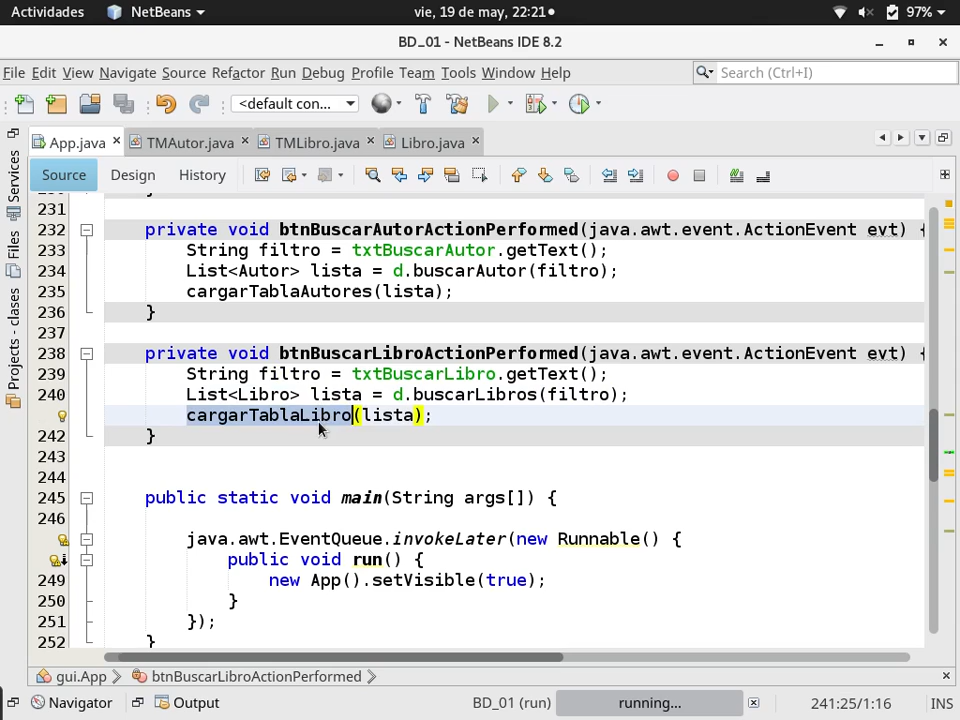 Actividades NetBeans vie, 19 de may, 22:21 97%
BD_01 - NetBeans IDE 8.2
File Edit View Navigate Source Refactor Run Debug Profile Team Tools Window Help Search (Ctrl+I)
<default con...
App.java TMAutor.java TMLibro.java Libro.java
Source Design History
Services
Files
Projects - clases
231
232 private void btnBuscarAutorActionPerformed(java.awt.event.ActionEvent evt) {
233 String filtro = txtBuscarAutor.getText();
234 List<Autor> lista = d.buscarAutor(filtro);
235 cargarTablaAutores(lista);
236 }
237
238 private void btnBuscarLibroActionPerformed(java.awt.event.ActionEvent evt) {
239 String filtro = txtBuscarLibro.getText();
240 List<Libro> lista = d.buscarLibros(filtro);
cargarTablaLibro(lista);
242 }
243
244
245 public static void main(String args[]) {
246
java.awt.EventQueue.invokeLater(new Runnable() {
public void run() {
249 new App().setVisible(true);
250 }
251 });
252 }
gui.App btnBuscarLibroActionPerformed
Navigator Output BD_01 (run) running... 241:25/1:16 INS